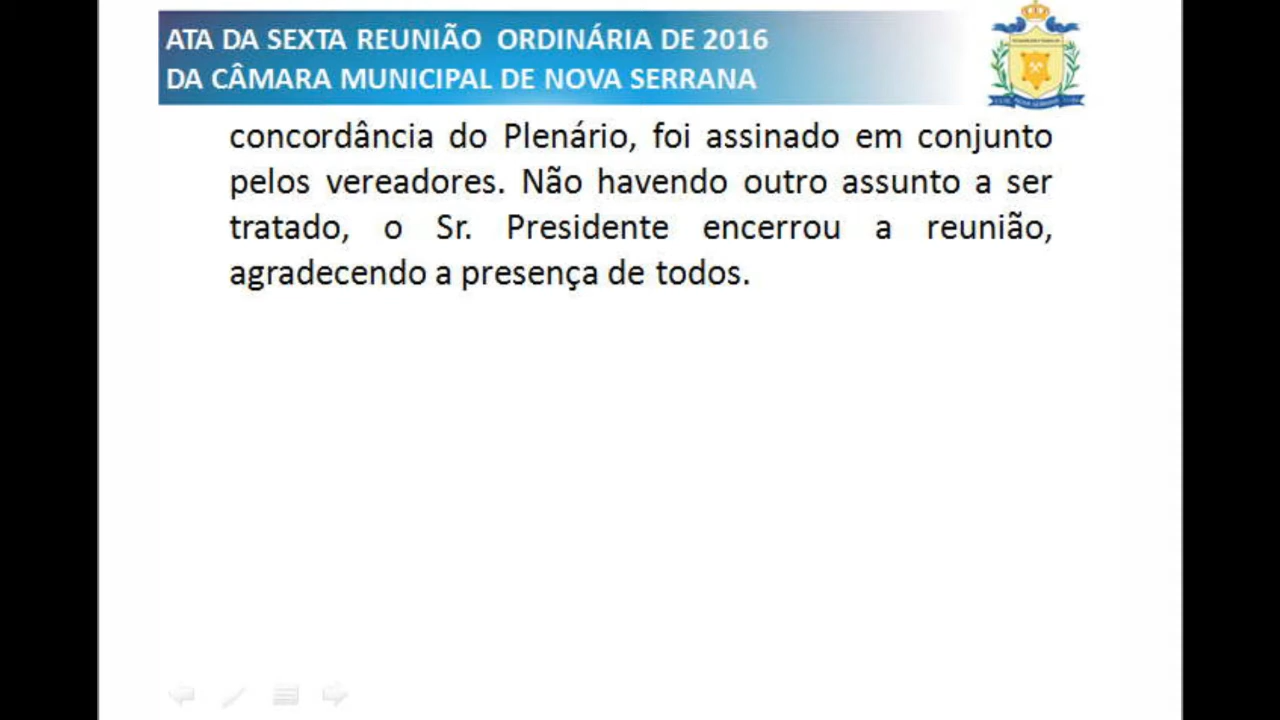 ATA DA SEXTA REUNIÃO ORDINÁRIA DE 2016
DA CÂMARA MUNICIPAL DE NOVA SERRANA
concordância do Plenário, foi assinado em conjunto
pelos vereadores. Não havendo outro assunto a ser
tratado, o Sr. Presidente encerrou a reunião,
agradecendo a presença de todos.